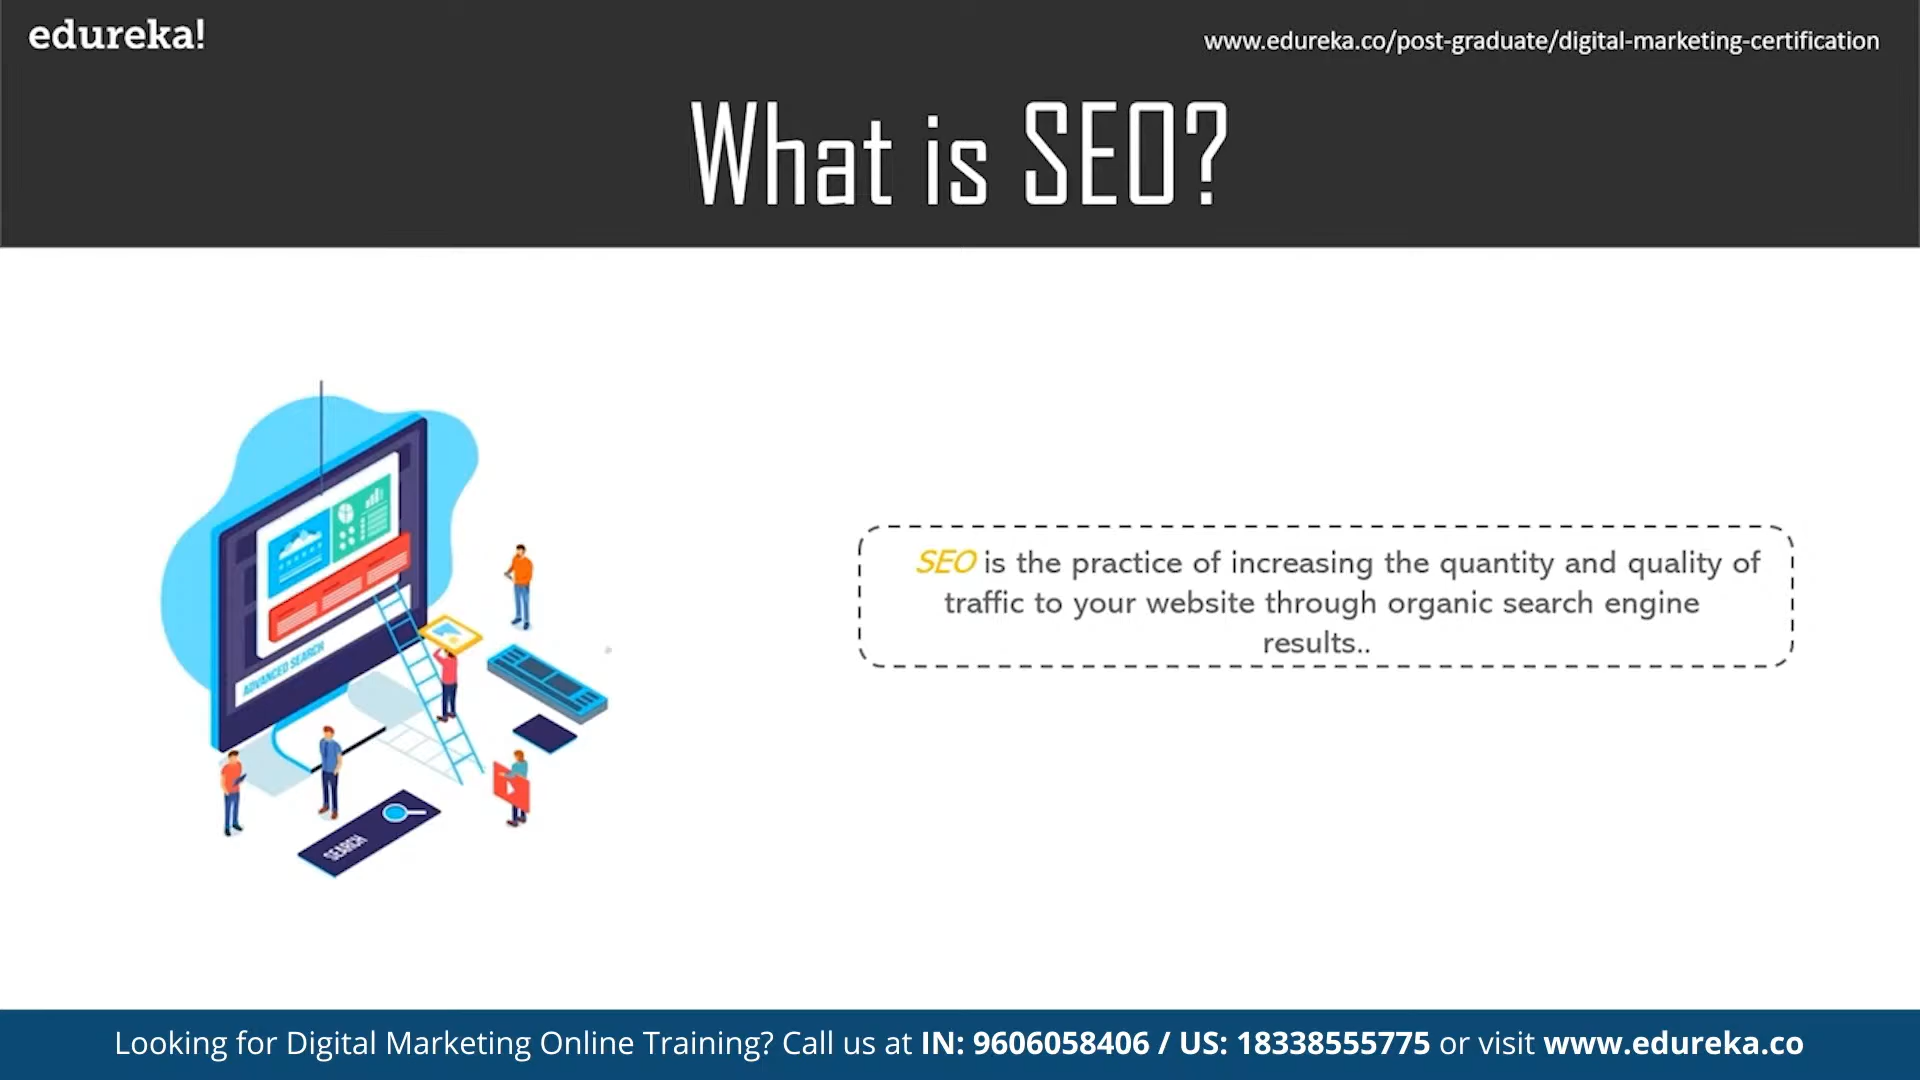 edureka!
www.edureka.co/post-graduate/digital-marketing-certification
What is SEO?
ADVANCED SEARCH
SEARCH
SEO is the practice of increasing the quantity and quality of
traffic to your website through organic search engine
results..
Looking for Digital Marketing Online Training? Call us at IN: 9606058406 / US: 18338555775 or visit www.edureka.co